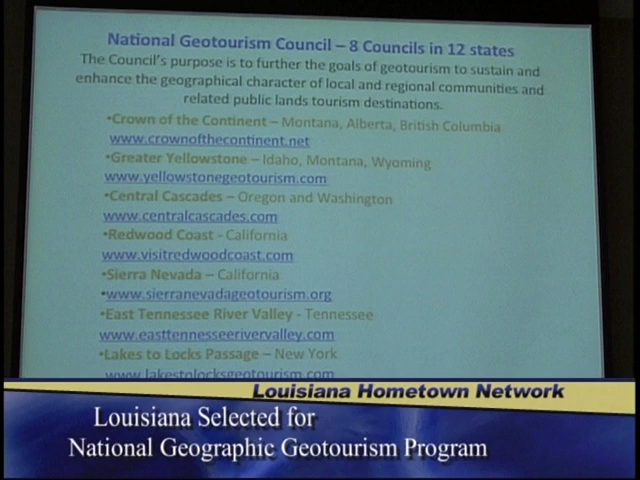 National Geotourism Council – 8 Councils in 12 states
The Council's purpose is to further the goals of geotourism to sustain and
enhance the geographical character of local and regional communities and
related public lands tourism destinations.
•Crown of the Continent – Montana, Alberta, British Columbia
www.crownofthecontinent.net
•Greater Yellowstone – Idaho, Montana, Wyoming
www.yellowstonegeotourism.com
•Central Cascades – Oregon and Washington
www.centralcascades.com
•Redwood Coast - California
www.visitredwoodcoast.com
•Sierra Nevada – California
•www.sierranevadageotourism.org
•East Tennessee River Valley - Tennessee
www.easttennesseerivervalley.com
•Lakes to Locks Passage – New York
www.lakestolocksgeotourism.com
Louisiana Hometown Network
Louisiana Selected for
National Geographic Geotourism Program